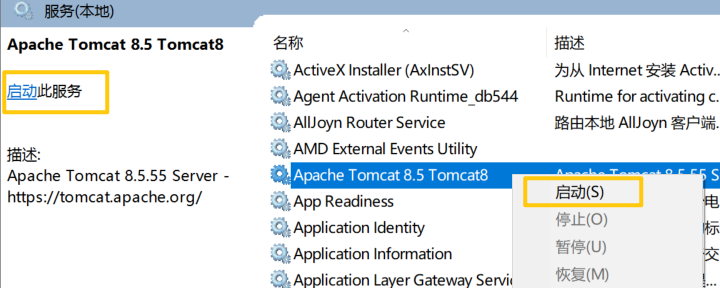 服务(本地)
Apache Tomcat 8.5 Tomcat8
启动此服务
描述:
Apache Tomcat 8.5.55 Server -
https://tomcat.apache.org/
名称
描述
ActiveX Installer (AxInstSV)
为从 Internet 安装 Activ...
Agent Activation Runtime_db544
Runtime for activating c...
AllJoyn Router Service
路由本地 AllJoyn 客户端...
AMD External Events Utility
Apache Tomcat 8.5 Tomcat8
Apache Tomcat 8.5.55 S
App Readiness
Application Identity
Application Information
Application Layer Gateway Servic
启动(S)
停止(O)
暂停(U)
恢复(M)